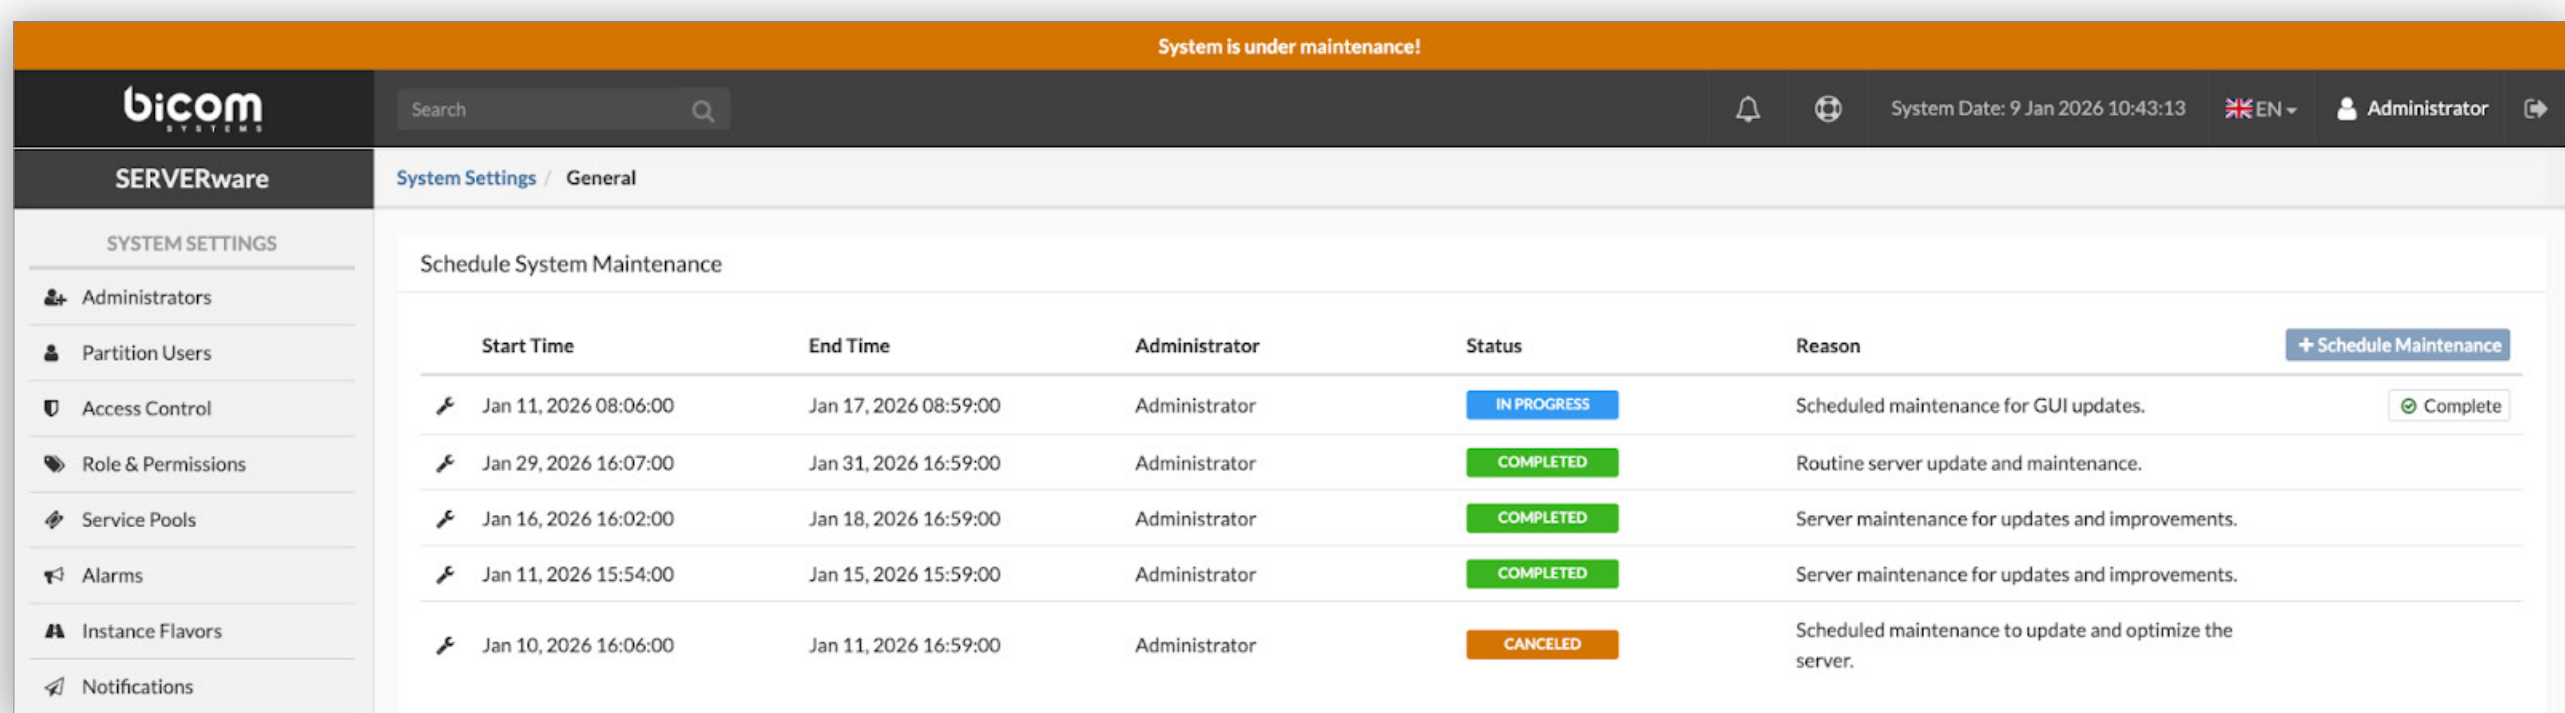 System is under maintenance!
bicom
SYSTEMS
Search
System Date: 9 Jan 2026 10:43:13
EN
Administrator
SERVERware
System Settings / General
SYSTEM SETTINGS
Administrators
Partition Users
Access Control
Role & Permissions
Service Pools
Alarms
Instance Flavors
Notifications
Schedule System Maintenance
Start Time End Time Administrator Status Reason + Schedule Maintenance
Jan 11, 2026 08:06:00 Jan 17, 2026 08:59:00 Administrator IN PROGRESS Scheduled maintenance for GUI updates. Complete
Jan 29, 2026 16:07:00 Jan 31, 2026 16:59:00 Administrator COMPLETED Routine server update and maintenance.
Jan 16, 2026 16:02:00 Jan 18, 2026 16:59:00 Administrator COMPLETED Server maintenance for updates and improvements.
Jan 11, 2026 15:54:00 Jan 15, 2026 15:59:00 Administrator COMPLETED Server maintenance for updates and improvements.
Jan 10, 2026 16:06:00 Jan 11, 2026 16:59:00 Administrator CANCELED Scheduled maintenance to update and optimize the
server.